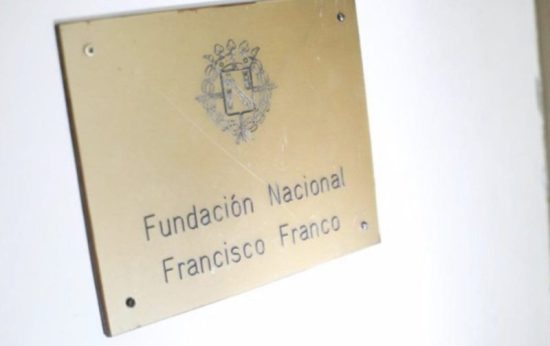 Fundación Nacional
Francisco Franco